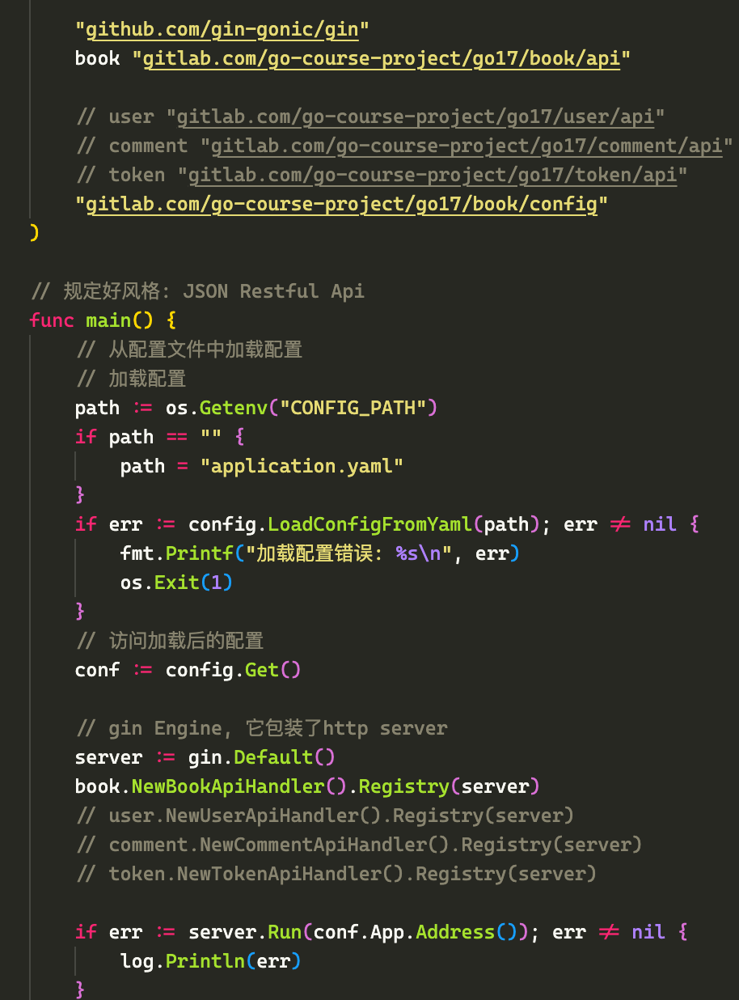 "github.com/gin-gonic/gin"
book "gitlab.com/go-course-project/go17/book/api"
// user "gitlab.com/go-course-project/go17/user/api"
// comment "gitlab.com/go-course-project/go17/comment/api"
// token "gitlab.com/go-course-project/go17/token/api"
"gitlab.com/go-course-project/go17/book/config"
)
// 规定好风格: JSON Restful Api
func main() {
// 从配置文件中加载配置
// 加载配置
path := os.Getenv("CONFIG_PATH")
if path == "" {
path = "application.yaml"
}
if err := config.LoadConfigFromYaml(path); err != nil {
fmt.Printf("加载配置错误: %s\n", err)
os.Exit(1)
}
// 访问加载后的配置
conf := config.Get()
// gin Engine, 它包装了http server
server := gin.Default()
book.NewBookApiHandler().Registry(server)
// user.NewUserApiHandler().Registry(server)
// comment.NewCommentApiHandler().Registry(server)
// token.NewTokenApiHandler().Registry(server)
if err := server.Run(conf.App.Address()); err != nil {
log.Println(err)
}